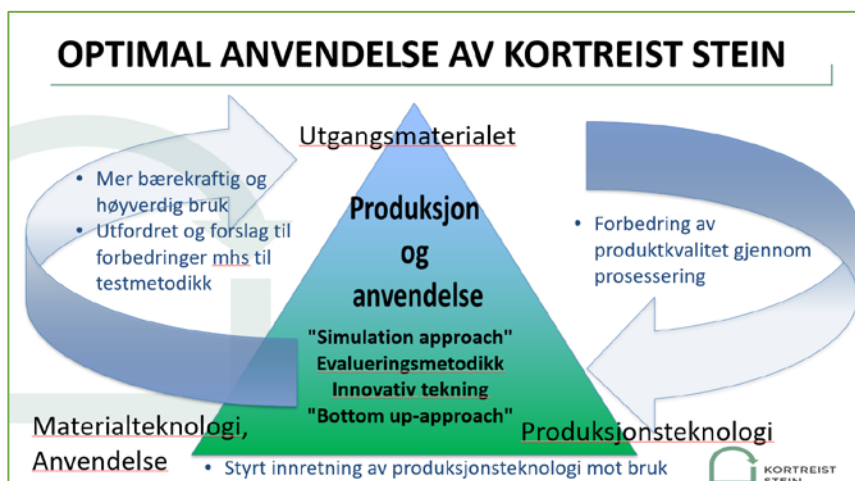 OPTIMAL ANVENDELSE AV KORTREIST STEIN
Utgangsmaterialet
• Mer bærekraftig og
høyverdig bruk
• Utfordret og forslag til
forbedringer mhs til
testmetodikk
Produksjon
og
anvendelse
"Simulation approach"
Evalueringsmetodikk
Innovativ tekning
"Bottom up-approach"
• Forbedring av
produktkvalitet gjennom
prosessering
Materialteknologi,
Anvendelse
Produksjonsteknologi
• Styrt innretning av produksjonsteknologi mot bruk
KORTREIST
STEIN